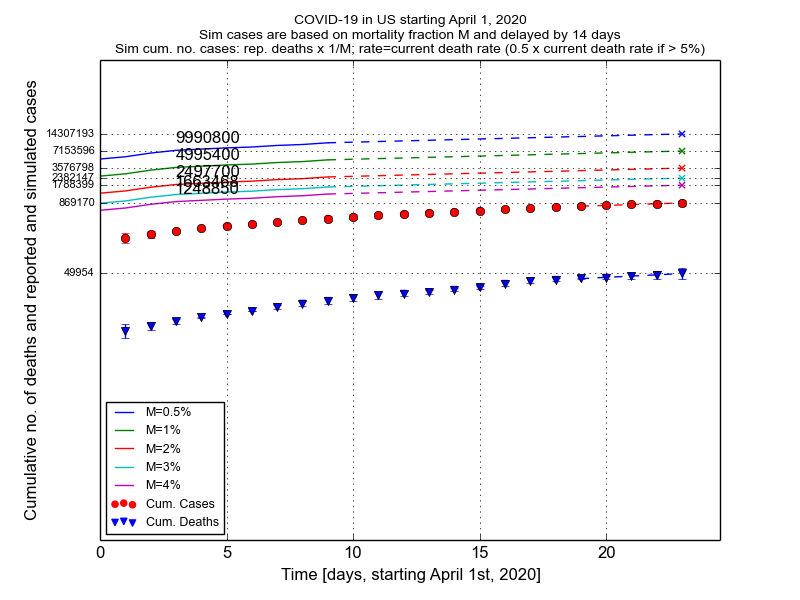 COVID-19 in US starting April 1, 2020
Sim cases are based on mortality fraction M and delayed by 14 days
Sim cum. no. cases: rep. deaths x 1/M; rate=current death rate (0.5 x current death rate if > 5%)
Cumulative no. of deaths and reported and simulated cases
14307193
7153596
3576798
2382147
1788399
869170
49954
9990800
4995400
2497700
1663468
1248850
M=0.5%
M=1%
M=2%
M=3%
M=4%
Cum. Cases
Cum. Deaths
0 5 10 15 20
Time [days, starting April 1st, 2020]